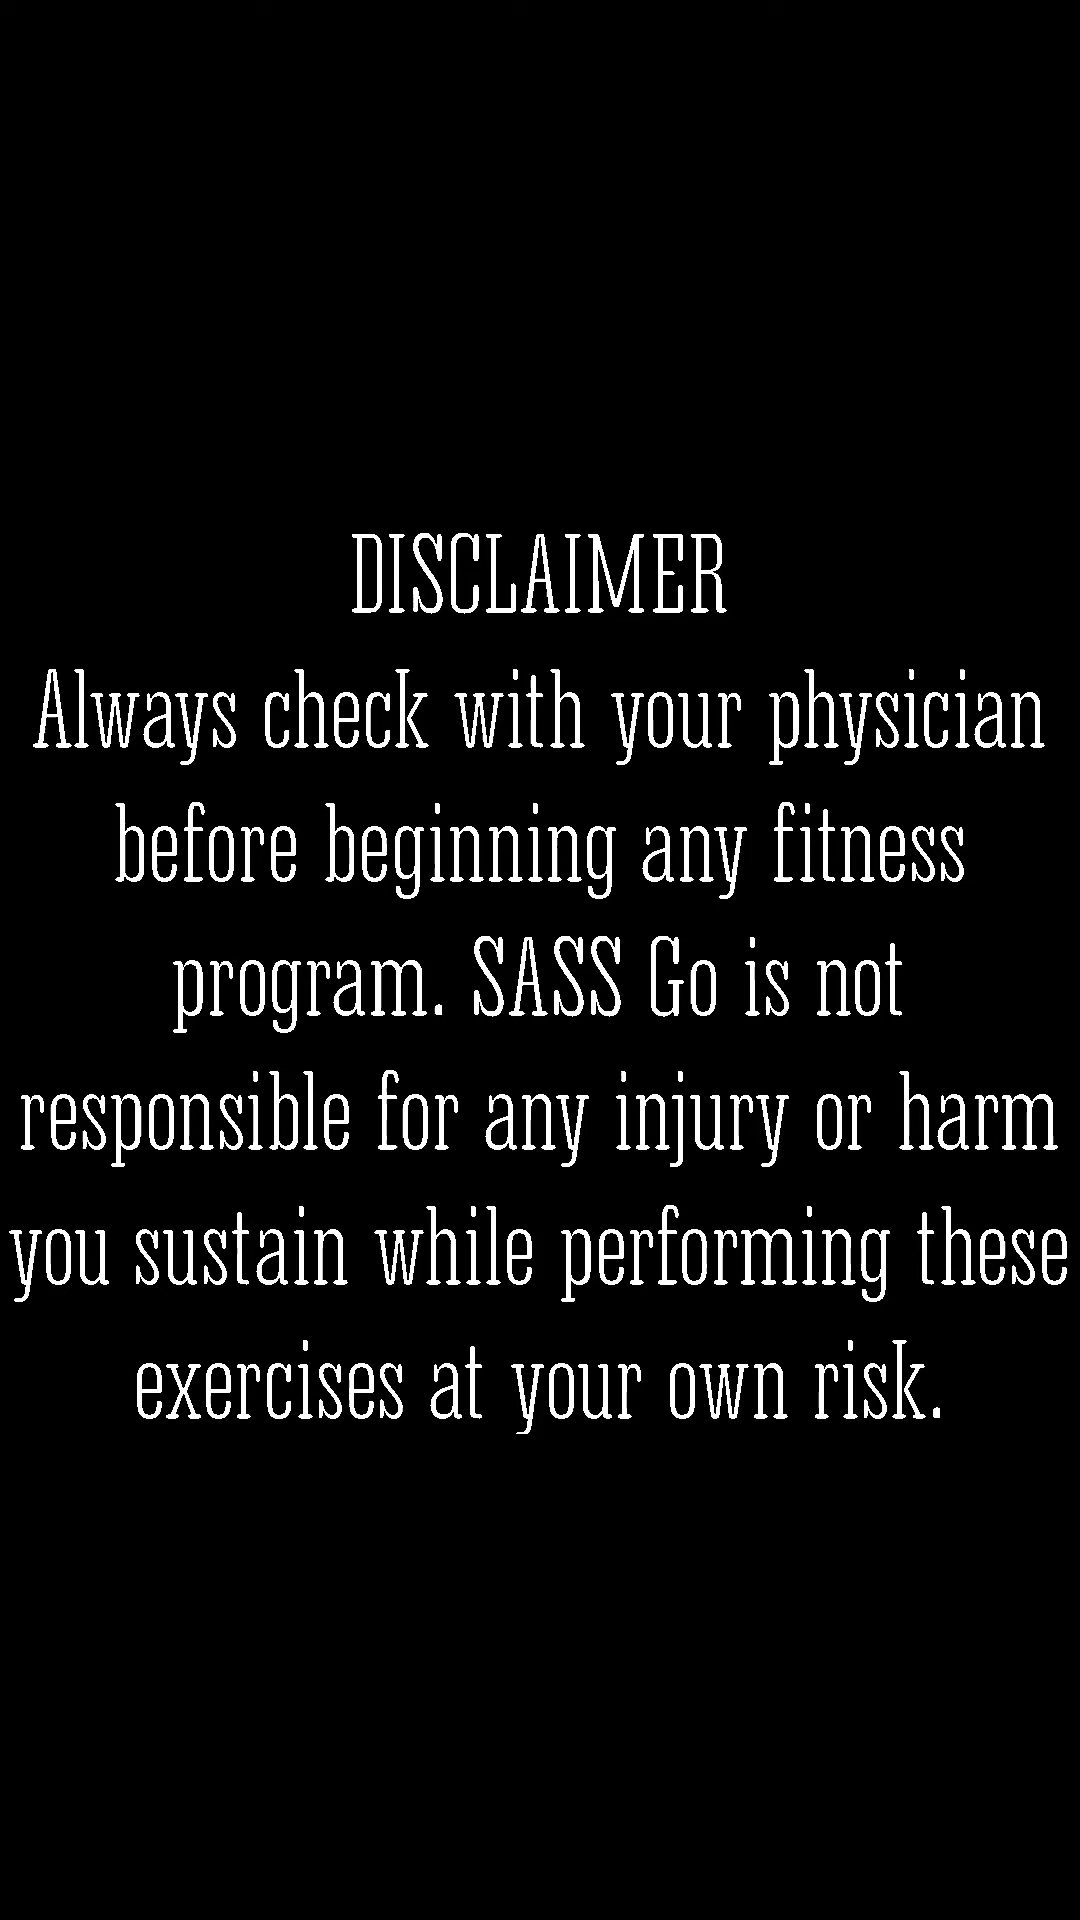 DISCLAIMER
Always check with your physician
before beginning any fitness
program. SASS Go is not
responsible for any injury or harm
you sustain while performing these
exercises at your own risk.